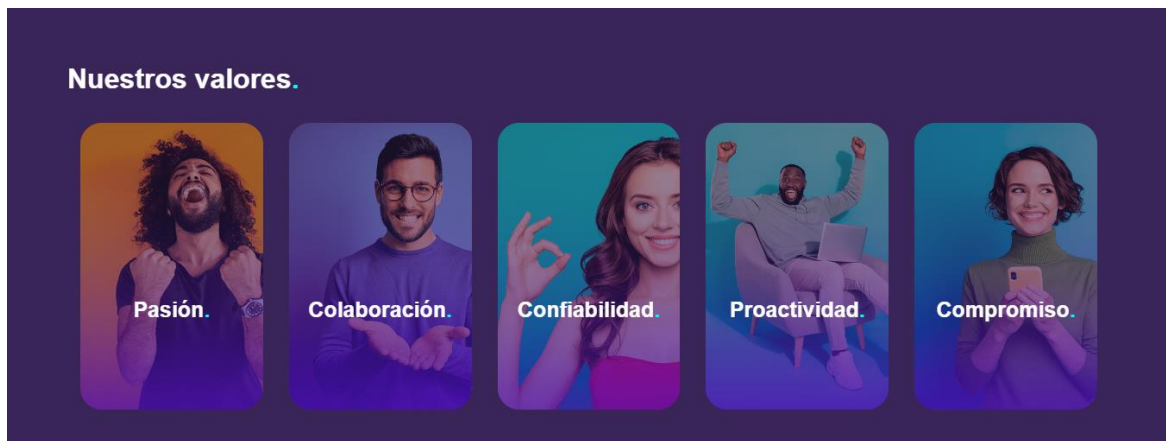 Nuestros valores.
Pasión.
Colaboración.
Confiabilidad.
Proactividad.
Compromiso.